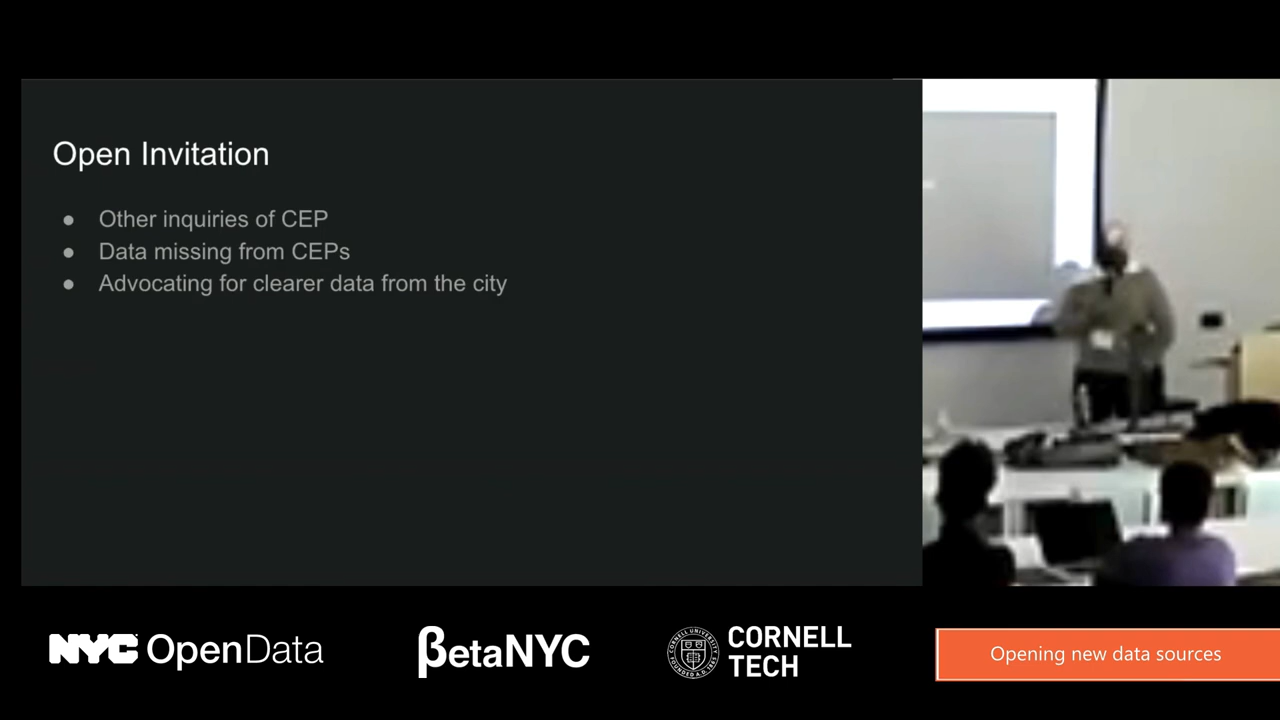 Open Invitation
● Other inquiries of CEP
● Data missing from CEPs
● Advocating for clearer data from the city
NYC OpenData
βetaNYC
CORNELL
TECH
Opening new data sources